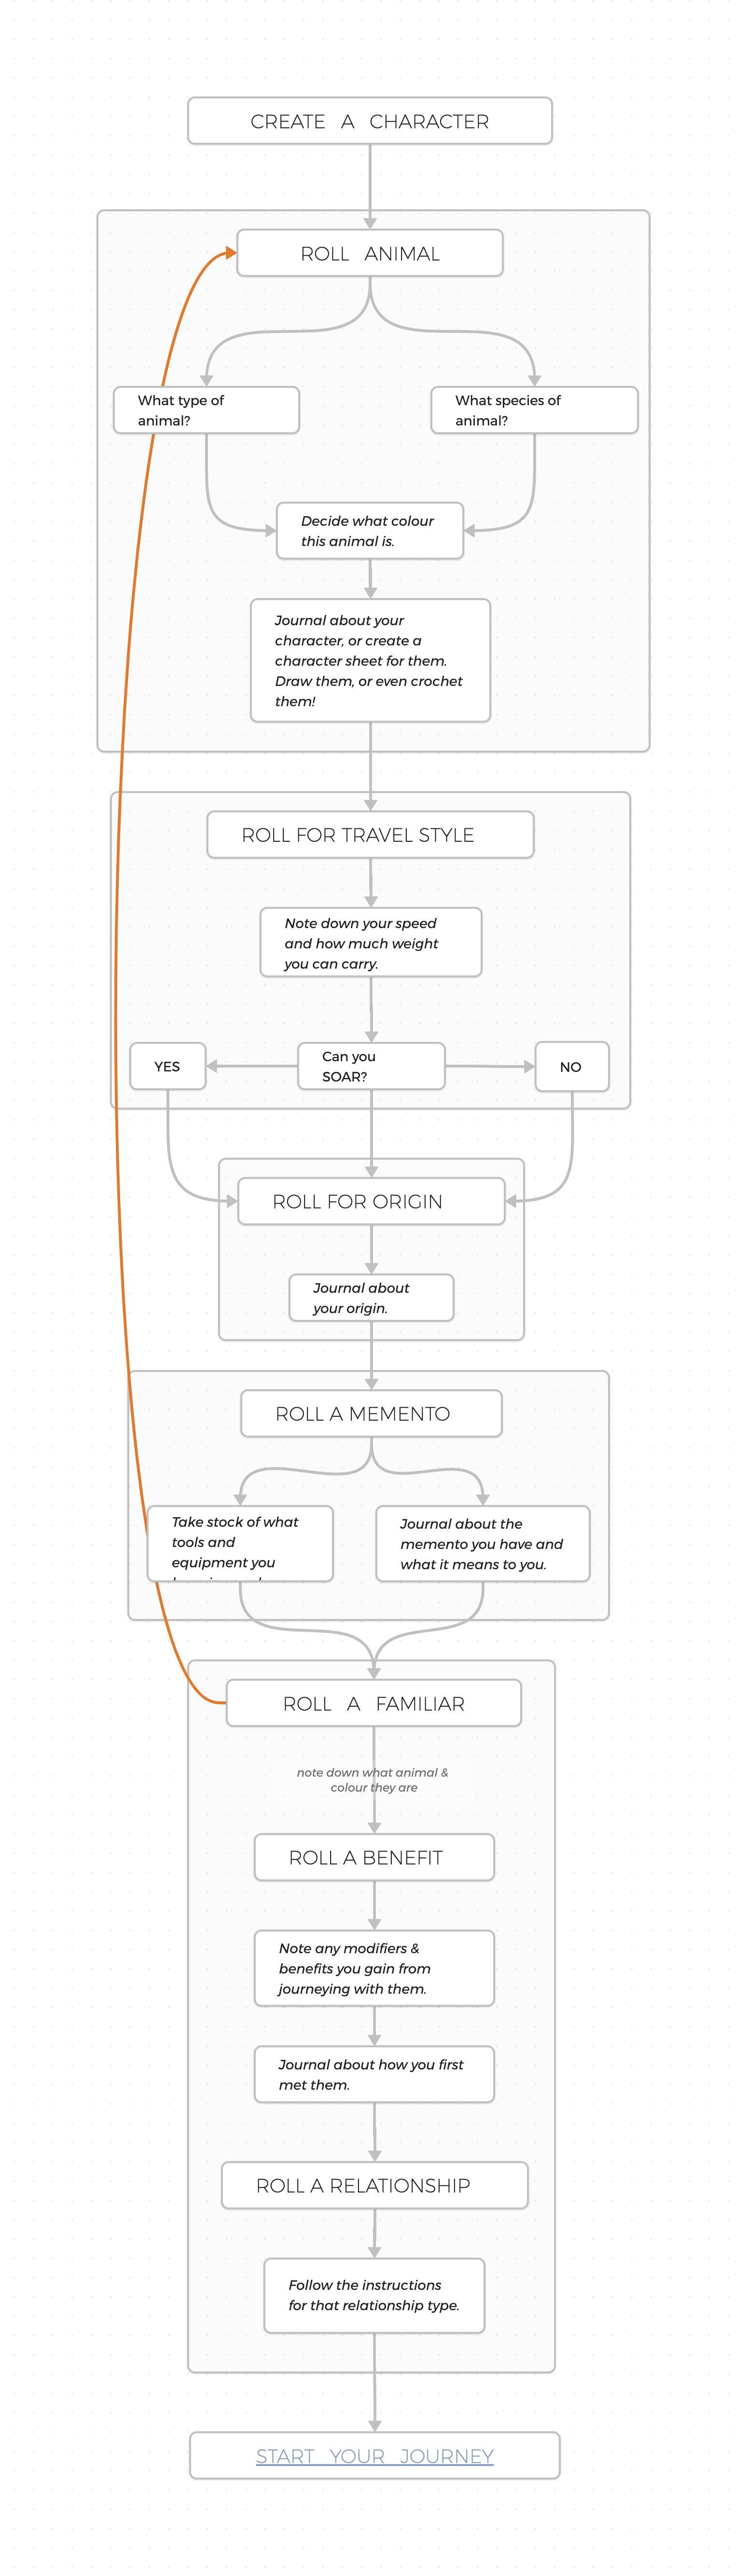 CREATE A CHARACTER
ROLL ANIMAL
What type of
animal?
What species of
animal?
Decide what colour
this animal is.
Journal about your
character, or create a
character sheet for them.
Draw them, or even crochet
them!
ROLL FOR TRAVEL STYLE
Note down your speed
and how much weight
you can carry.
YES
Can you
SOAR?
NO
ROLL FOR ORIGIN
Journal about
your origin.
ROLL A MEMENTO
Take stock of what
tools and
equipment you
Journal about the
memento you have and
what it means to you.
ROLL A FAMILIAR
note down what animal &
colour they are
ROLL A BENEFIT
Note any modifiers &
benefits you gain from
journeying with them.
Journal about how you first
met them.
ROLL A RELATIONSHIP
Follow the instructions
for that relationship type.
START YOUR JOURNEY